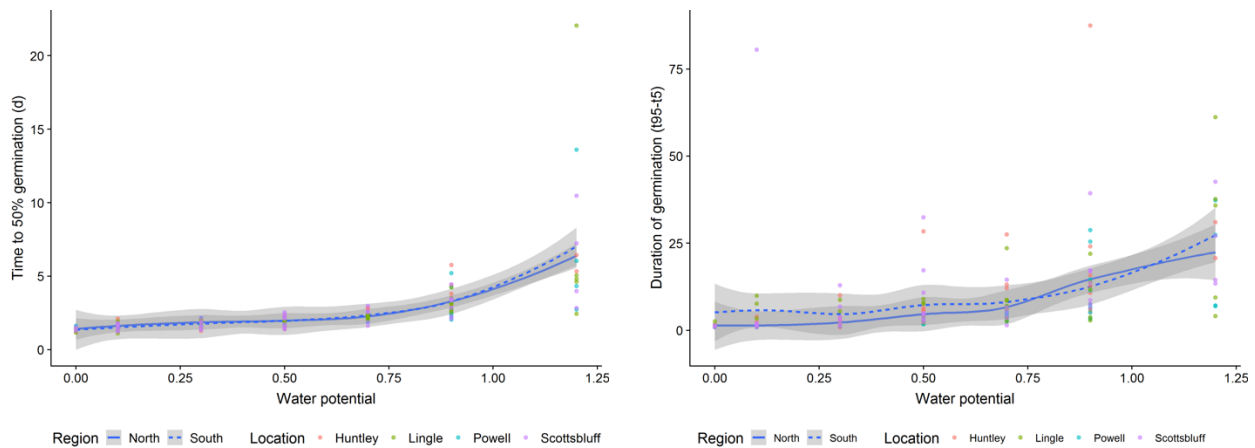 Time to 50% germination (d)
20
15
10
5
0
0.00 0.25 0.50 0.75 1.00 1.25
Water potential
Region North South Location Huntley Lingle Powell Scottsbluff
Duration of germination (t95-t5)
75
50
25
0
0.00 0.25 0.50 0.75 1.00 1.25
Water potential
Region North South Location Huntley Lingle Powell Scottsbluff